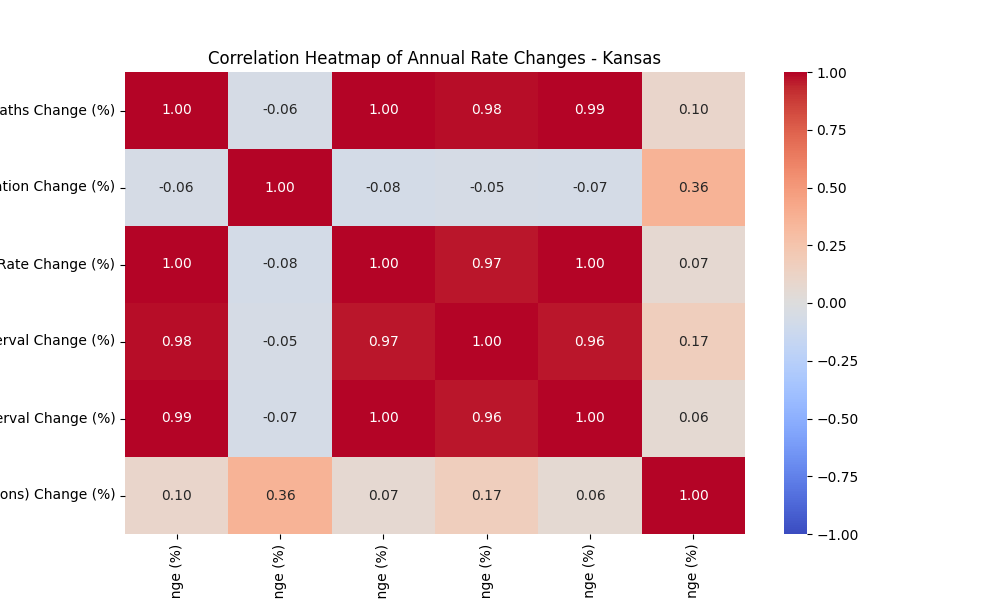 Correlation Heatmap of Annual Rate Changes - Kansas
aths Change (%) 1.00 -0.06 1.00 0.98 0.99 0.10
ation Change (%) -0.06 1.00 -0.08 -0.05 -0.07 0.36
Rate Change (%) 1.00 -0.08 1.00 0.97 1.00 0.07
erval Change (%) 0.98 -0.05 0.97 1.00 0.96 0.17
erval Change (%) 0.99 -0.07 1.00 0.96 1.00 0.06
ons) Change (%) 0.10 0.36 0.07 0.17 0.06 1.00
nge (%)
nge (%)
nge (%)
nge (%)
nge (%)
nge (%)
1.00
0.75
0.50
0.25
0.00
−0.25
−0.50
−0.75
−1.00